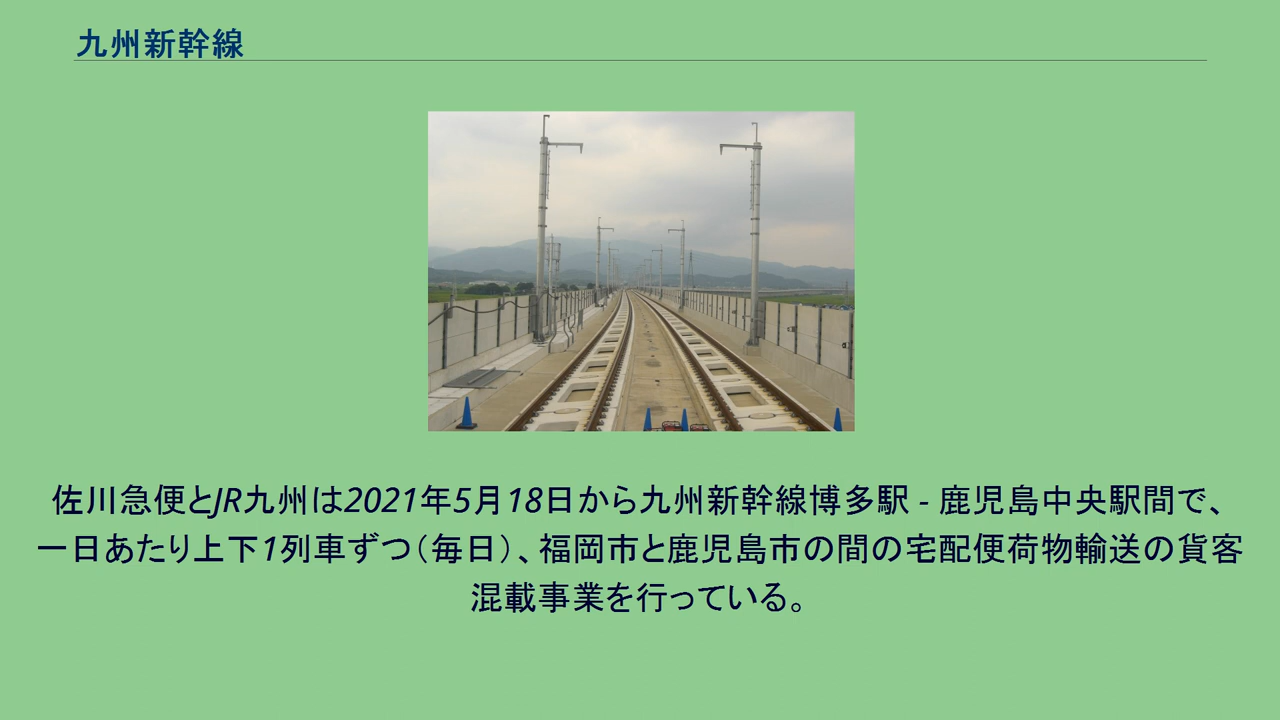 九州新幹線
佐川急便とJR九州は2021年5月18日から九州新幹線博多駅 - 鹿児島中央駅間で、
一日あたり上下1列車ずつ（毎日）、福岡市と鹿児島市の間の宅配便荷物輸送の貨客
混載事業を行っている。